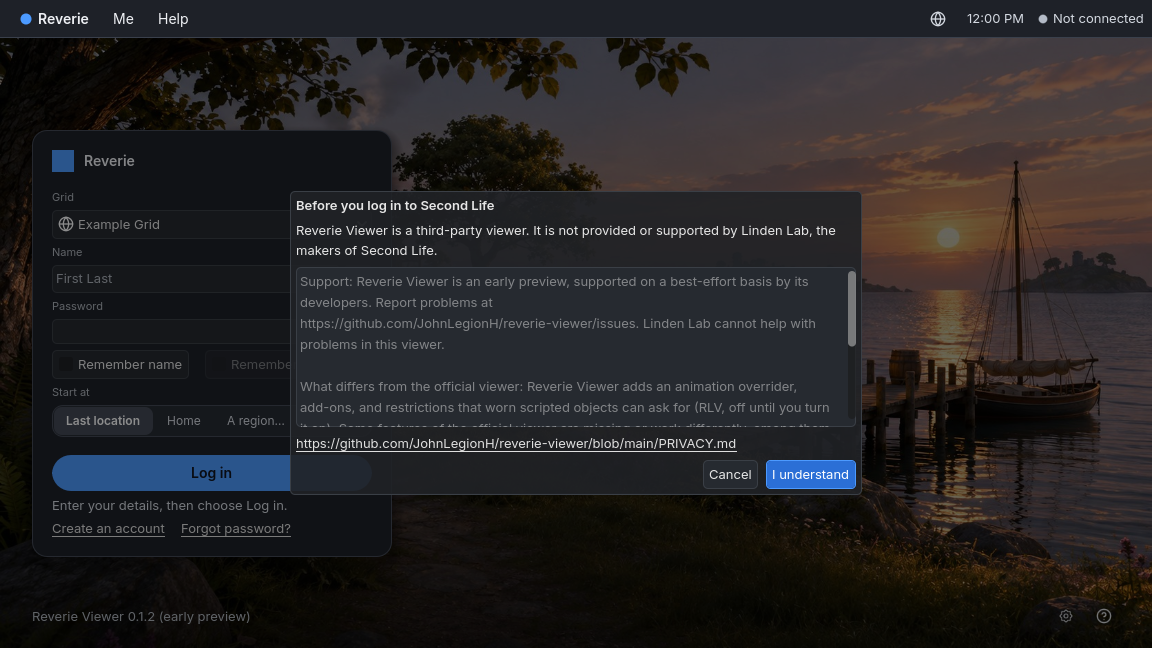 Reverie Me Help 12:00 PM Not connected
Reverie
Grid
Example Grid
Name
First Last
Password
Remember name Remembe
Start at
Last location Home A region...
Log in
Enter your details, then choose Log in.
Create an account Forgot password?
Before you log in to Second Life
Reverie Viewer is a third-party viewer. It is not provided or supported by Linden Lab, the
makers of Second Life.
Support: Reverie Viewer is an early preview, supported on a best-effort basis by its
developers. Report problems at
https://github.com/JohnLegionH/reverie-viewer/issues. Linden Lab cannot help with
problems in this viewer.
What differs from the official viewer: Reverie Viewer adds an animation overrider,
add-ons, and restrictions that worn scripted objects can ask for (RLV, off until you turn
https://github.com/JohnLegionH/reverie-viewer/blob/main/PRIVACY.md
Cancel I understand
Reverie Viewer 0.1.2 (early preview)